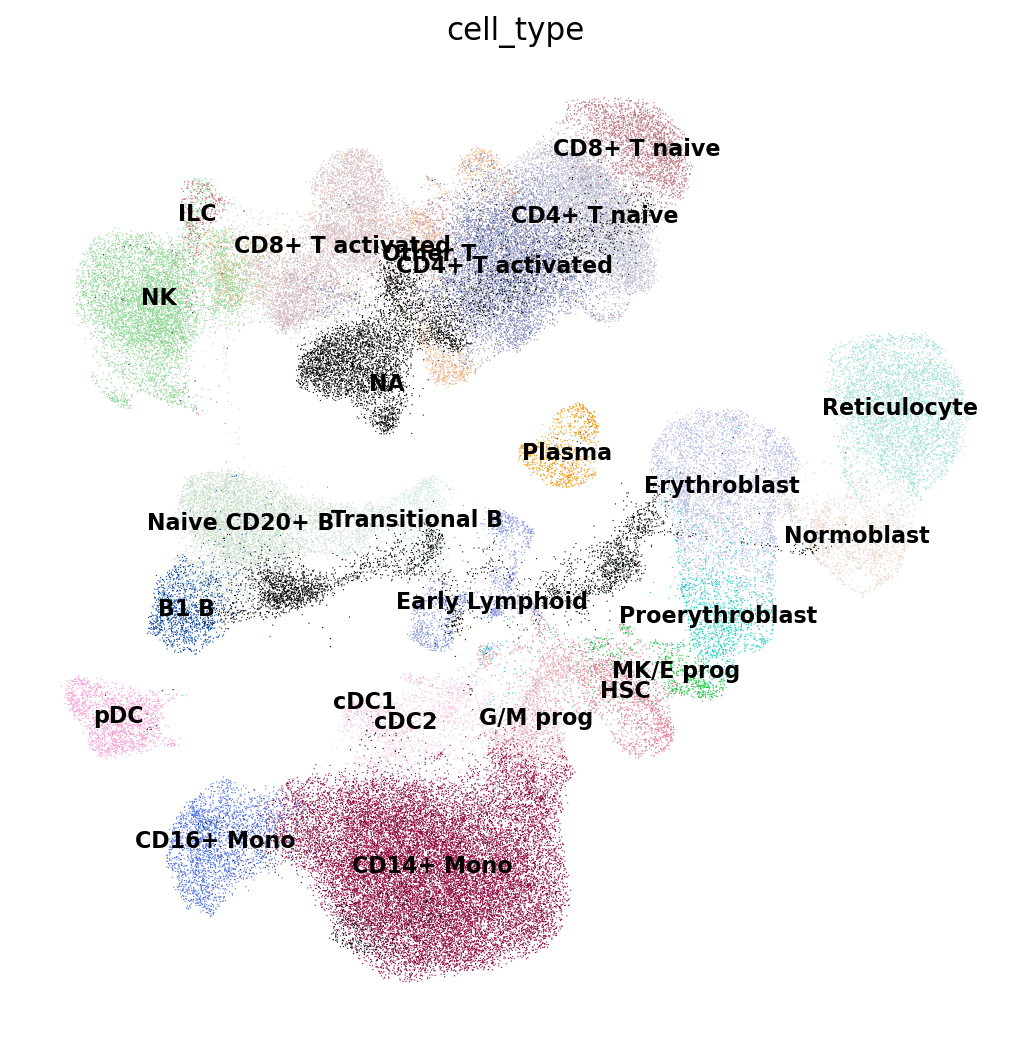 cell_type
CD8+ T naive
ILC
CD4+ T naive
CD8+ T activated
Other T
CD4+ T activated
NK
NA
Reticulocyte
Plasma
Erythroblast
Naive CD20+ B
Transitional B
Normoblast
B1 B
Early Lymphoid
Proerythroblast
MK/E prog
HSC
cDC1
pDC
cDC2
G/M prog
CD16+ Mono
CD14+ Mono